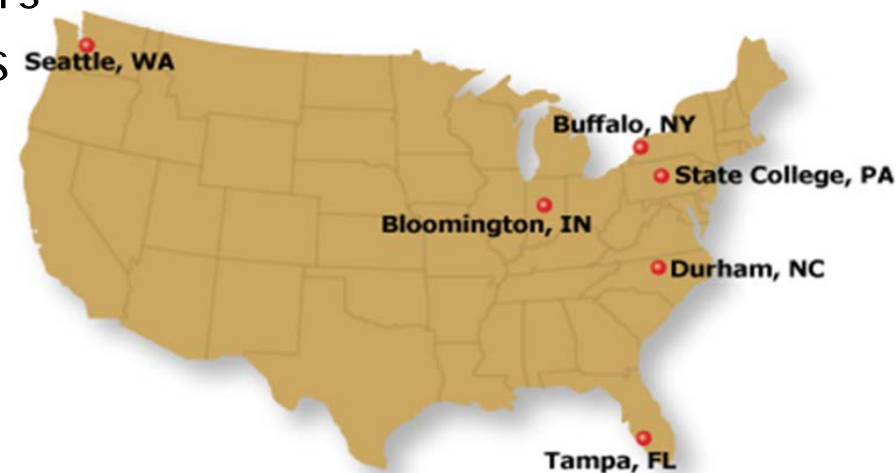 Seattle, WA
Buffalo, NY
State College, PA
Bloomington, IN
Durham, NC
Tampa, FL